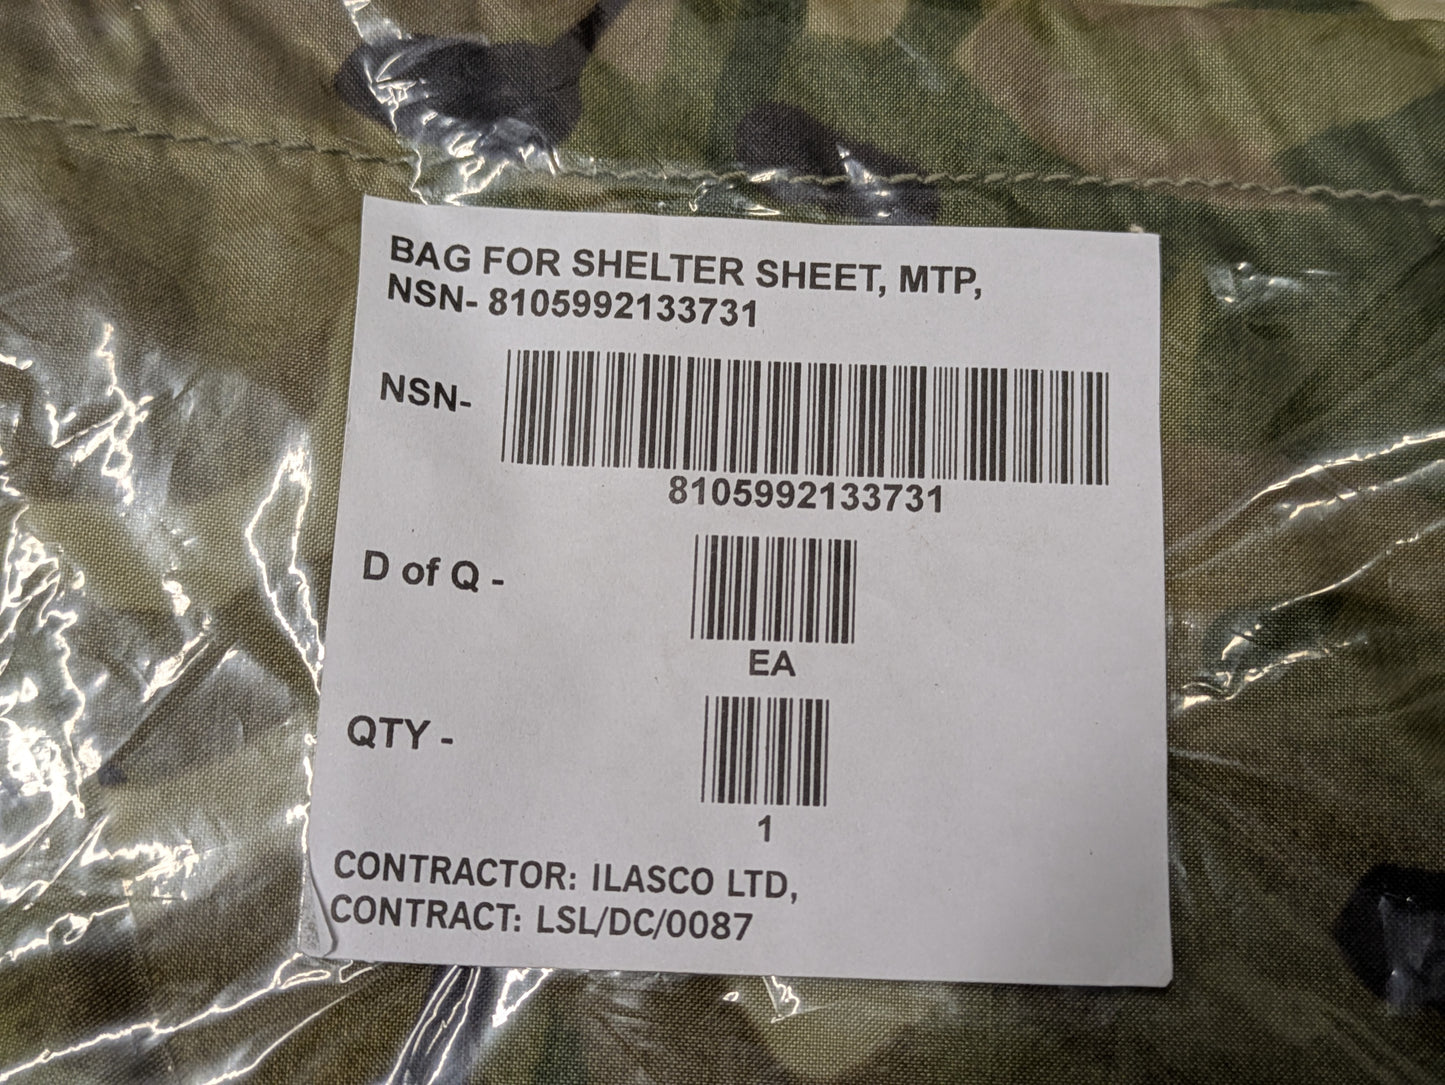 BAG FOR SHELTER SHEET, MTP,
NSN- 8105992133731
NSN-
8105992133731
D of Q -
EA
QTY -
1
CONTRACTOR: ILASCO LTD,
CONTRACT: LSL/DC/0087